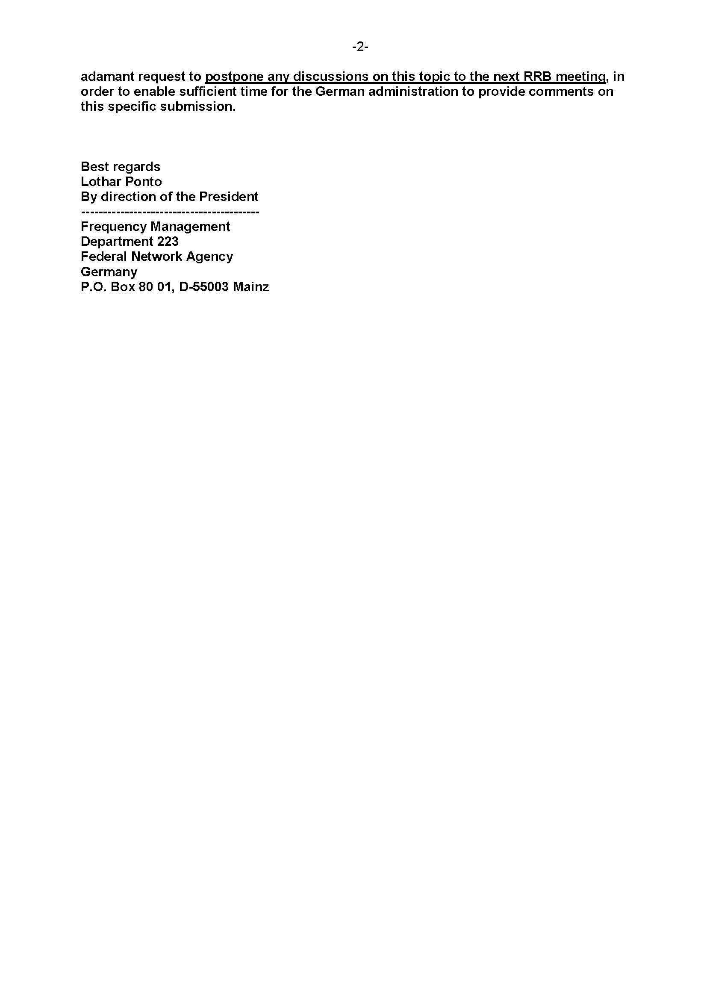 -2-
adamant request to postpone any discussions on this topic to the next RRB meeting, in
order to enable sufficient time for the German administration to provide comments on
this specific submission.
Best regards
Lothar Ponto
By direction of the President
-----------------------------------------
Frequency Management
Department 223
Federal Network Agency
Germany
P.O. Box 80 01, D-55003 Mainz